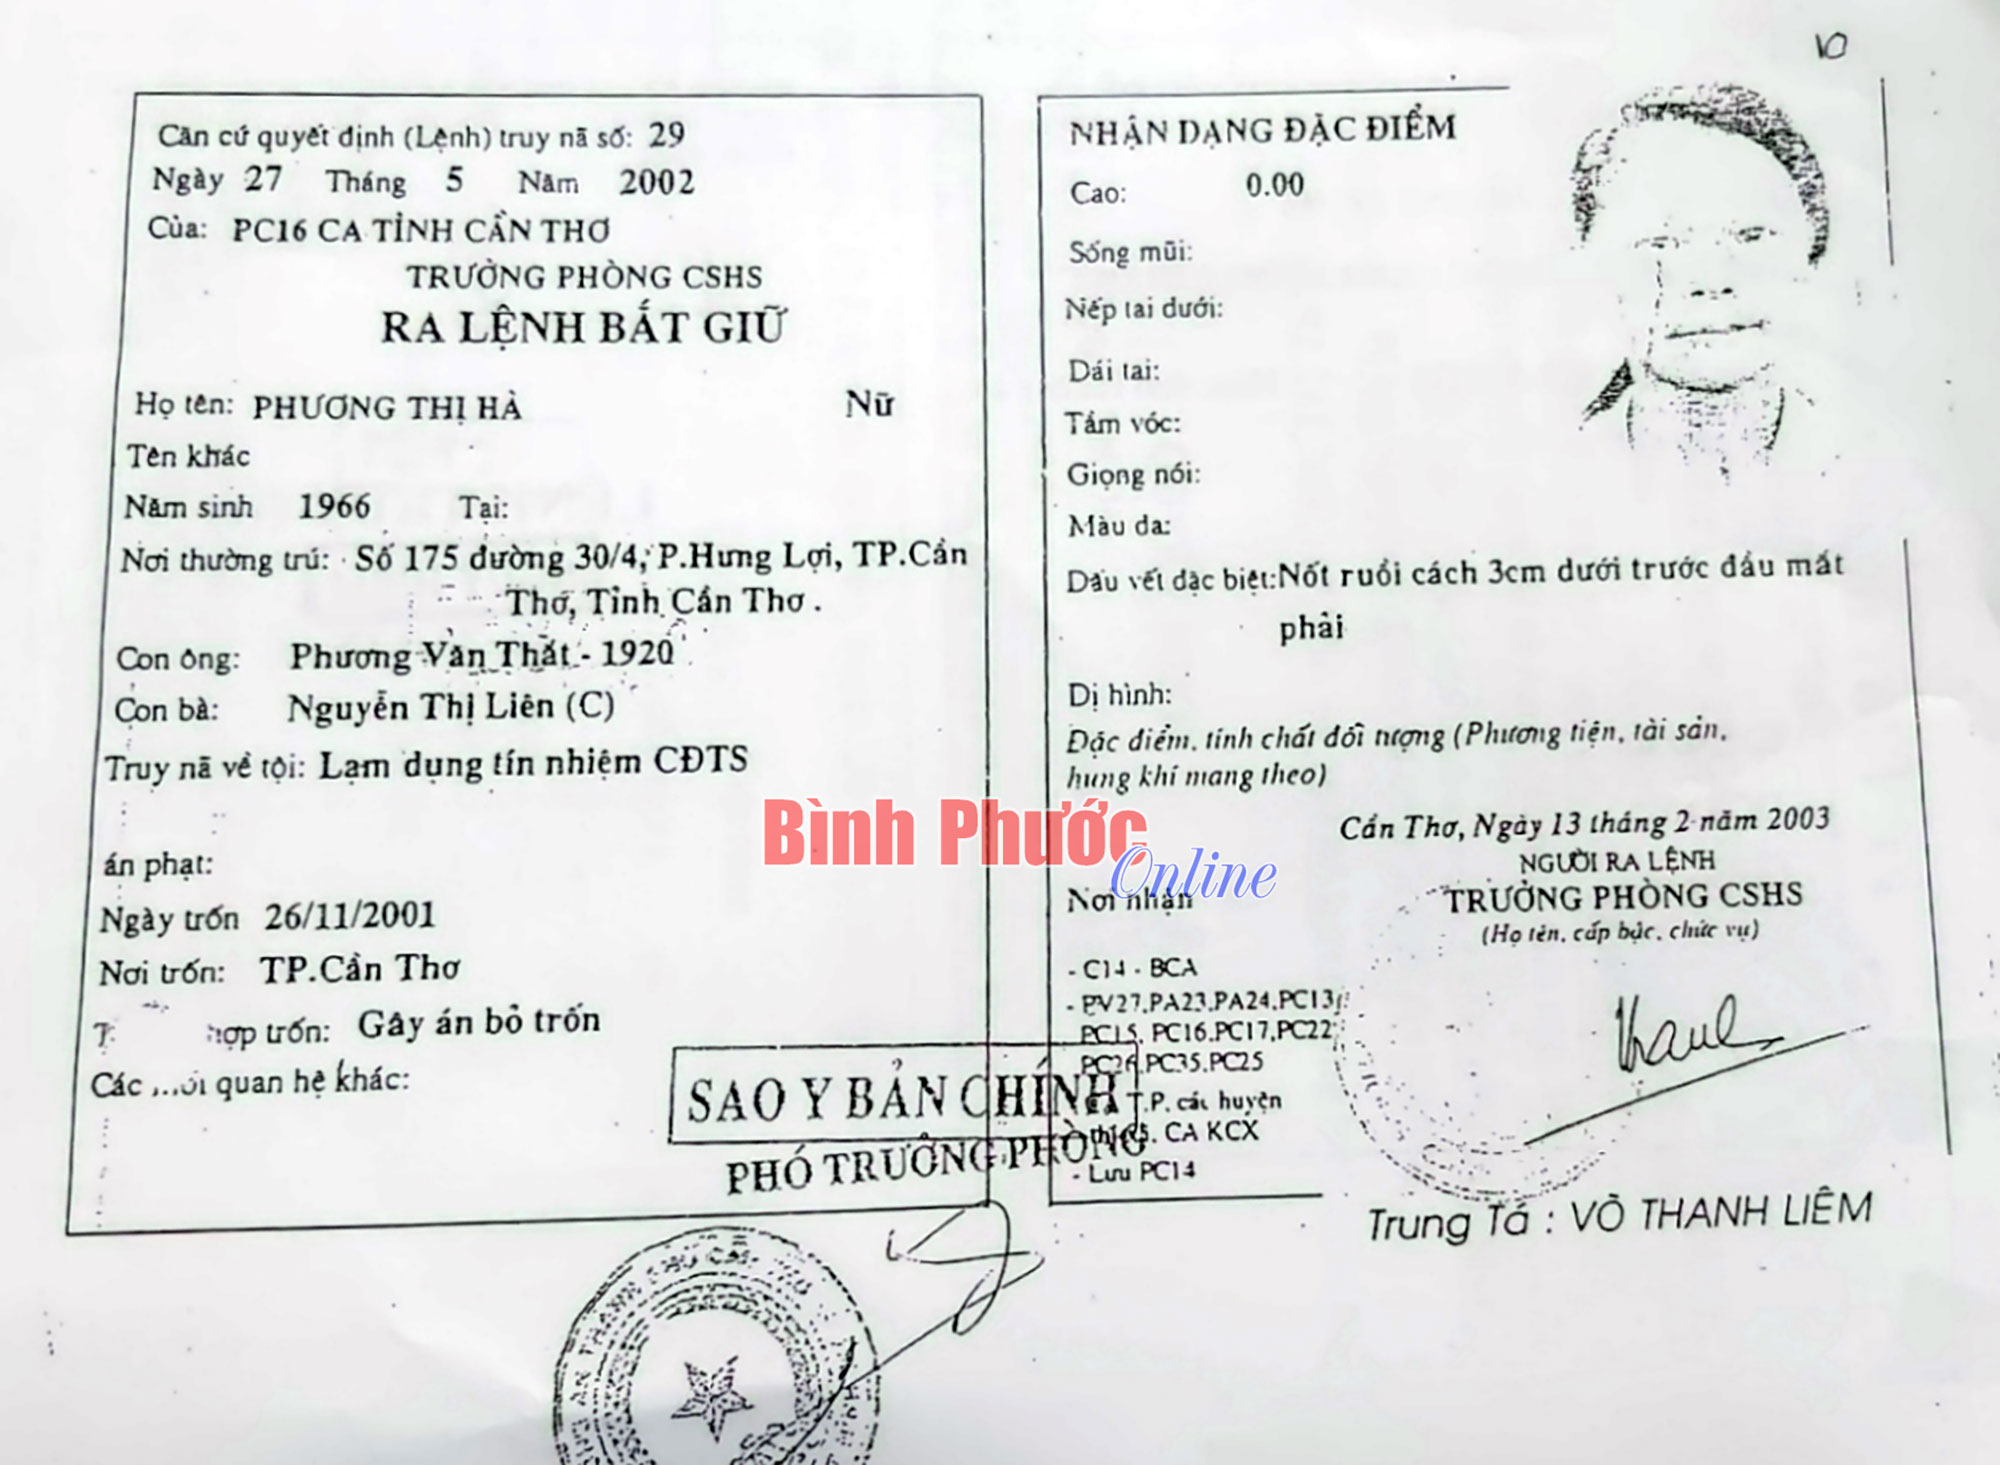 10
Căn cứ quyết định (Lệnh) truy nã số: 29
Ngày 27 Tháng 5 Năm 2002
Của: PC16 CA TỈNH CẦN THƠ
TRƯỞNG PHÒNG CSHS
RA LỆNH BẮT GIỮ
Họ tên: PHƯƠNG THỊ HÀ Nữ
Tên khác
Năm sinh 1966 Tại:
Nơi thường trú: Số 175 đường 30/4, P.Hưng Lợi, TP.Cần
Thơ, Tỉnh Cần Thơ.
Con ông: Phương Văn Thất - 1920
Con bà: Nguyễn Thị Liên (C)
Truy nã về tội: Lạm dụng tín nhiệm CĐTS
án phạt:
Ngày trốn 26/11/2001
Nơi trốn: TP.Cần Thơ
hợp trốn: Gây án bỏ trốn
Các quan hệ khác:
NHẬN DẠNG ĐẶC ĐIỂM
Cao: 0.00
Sống mũi:
Nếp tai dưới:
Dái tai:
Tầm vóc:
Giọng nói:
Màu da:
Dấu vết đặc biệt:Nốt ruồi cách 3cm dưới trước đầu mắt
phải
Dị hình:
Đặc điểm, tính chất đối tượng (Phương tiện, tài sản,
hung khí mang theo)
Cần Thơ, Ngày 13 tháng 2 năm 2003
NGƯỜI RA LỆNH
TRƯỞNG PHÒNG CSHS
(Họ tên, cấp bậc, chức vụ)
Nơi nhận
- C14 - BCA
- PV27,PA23,PA24,PC13,
PC15, PC16,PC17,PC22,
PC26,PC35,PC25
T.P. các huyện
CA KCX
- Lưu PC14
Trung Tá : VÕ THANH LIÊM
SAO Y BẢN CHÍNH
PHÓ TRƯỞNG PHÒNG
Bình Phước
Online